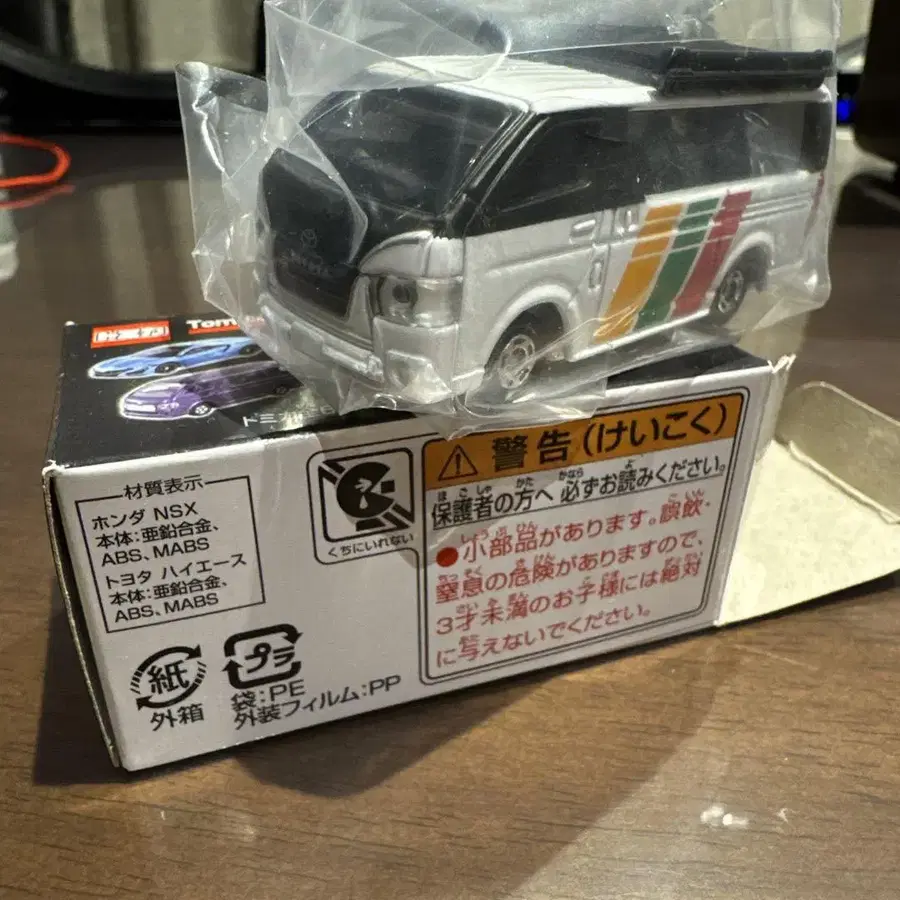 トミカ
Tom
材質表示
ホンダ NSX
本体:亜鉛合金、
ABS、MABS
トヨタ ハイエース
本体:亜鉛合金、
ABS、MABS
紙
外箱
プラ
袋:PE
外装フィルム:PP
くちにいれない
警告(けいこく)
保護者の方へ 必ずお読みください。
●小部品があります。誤飲・
窒息の危険がありますので、
3才未満のお子様には絶対
に与えないでください。